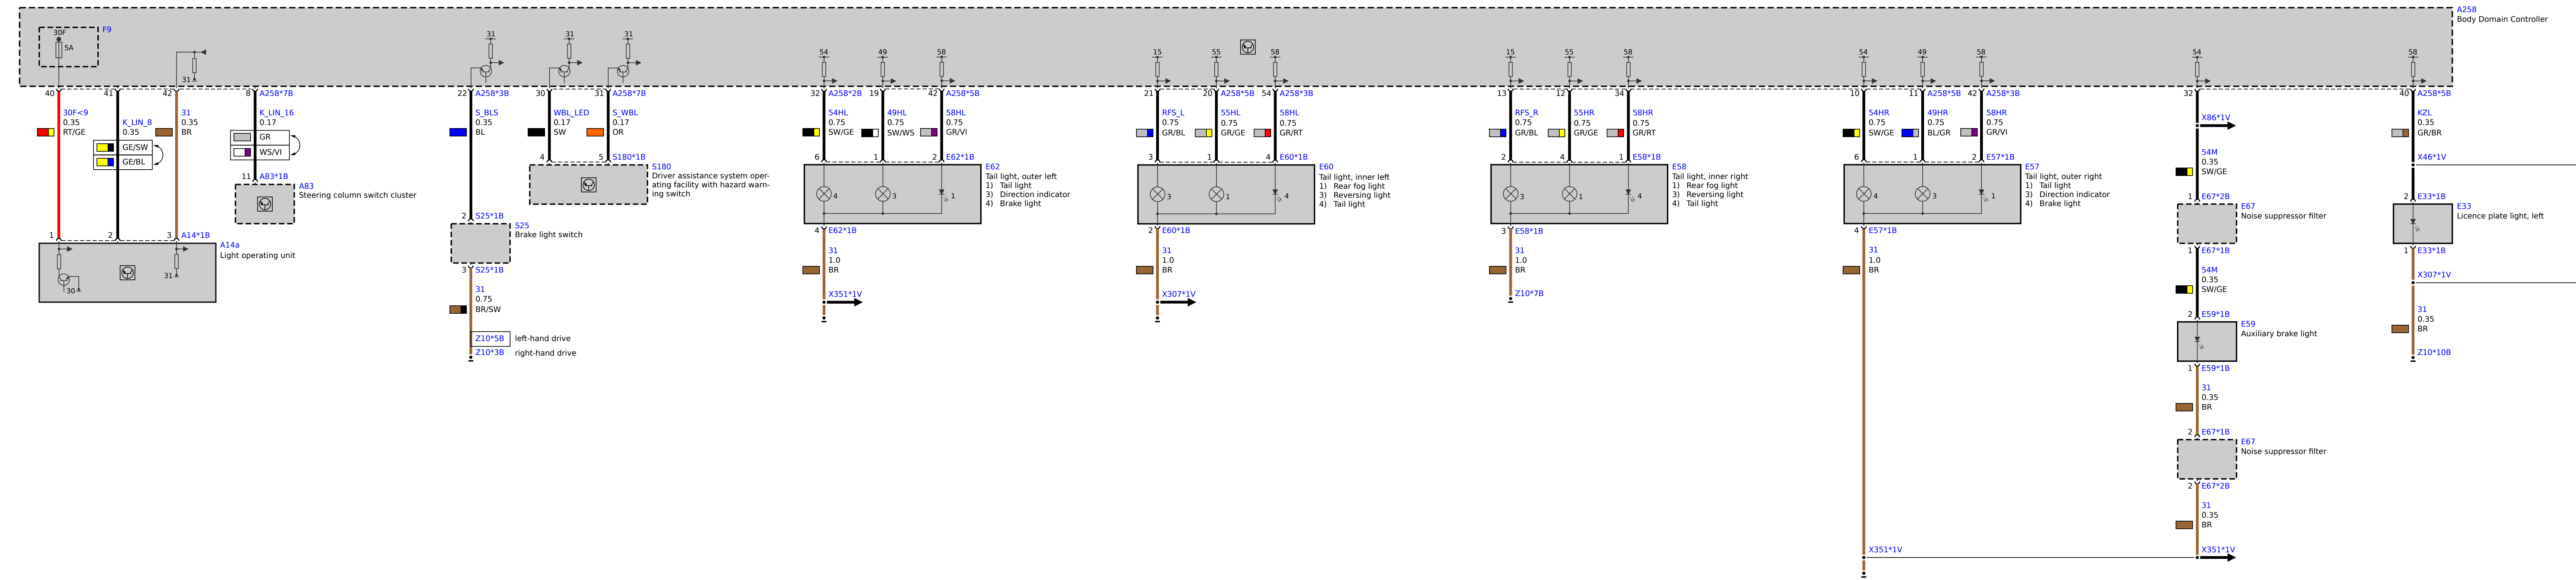 A258
Body Domain Controller
30F
5A
F9
31
31
31
31
54
49
58
15
55
58
15
55
58
54
49
58
54
58
40
41
42
8
A258*7B
22
A258*3B
30
31
A258*7B
32
A258*2B
19
42
A258*5B
21
20
A258*5B
54
A258*3B
13
12
34
10
11
A258*5B
42
A258*3B
32
40
A258*5B
30F<9
0.35
RT/GE
K_LIN_8
0.35
GE/SW
GE/BL
31
0.35
BR
K_LIN_16
0.17
GR
WS/VI
11
A83*1B
A83
Steering column switch cluster
1
2
3
A14*1B
A14a
Light operating unit
30
31
S_BLS
0.35
BL
2
S25*1B
S25
Brake light switch
3
S25*1B
31
0.75
BR/SW
Z10*5B
left-hand drive
Z10*3B
right-hand drive
WBL_LED
0.17
SW
S_WBL
0.17
OR
4
5
S180*1B
S180
Driver assistance system oper-
ating facility with hazard warn-
ing switch
54HL
0.75
SW/GE
49HL
0.75
SW/WS
58HL
0.75
GR/VI
6
1
2
E62*1B
4
3
1
E62
Tail light, outer left
1) Tail light
3) Direction indicator
4) Brake light
4
E62*1B
31
1.0
BR
X351*1V
RFS_L
0.75
GR/BL
55HL
0.75
GR/GE
58HL
0.75
GR/RT
3
1
4
E60*1B
3
1
4
E60
Tail light, inner left
1) Rear fog light
3) Reversing light
4) Tail light
2
E60*1B
31
1.0
BR
X307*1V
RFS_R
0.75
GR/BL
55HR
0.75
GR/GE
58HR
0.75
GR/RT
2
4
1
E58*1B
3
1
4
E58
Tail light, inner right
1) Rear fog light
3) Reversing light
4) Tail light
3
E58*1B
31
1.0
BR
Z10*7B
54HR
0.75
SW/GE
49HR
0.75
BL/GR
58HR
0.75
GR/VI
6
1
2
E57*1B
4
3
1
E57
Tail light, outer right
1) Tail light
3) Direction indicator
4) Brake light
4
E57*1B
31
1.0
BR
X351*1V
X86*1V
54M
0.35
SW/GE
1
E67*2B
E67
Noise suppressor filter
1
E67*1B
54M
0.35
SW/GE
2
E59*1B
E59
Auxiliary brake light
1
E59*1B
31
0.35
BR
2
E67*1B
E67
Noise suppressor filter
2
E67*2B
31
0.35
BR
X351*1V
KZL
0.35
GR/BR
X46*1V
2
E33*1B
E33
Licence plate light, left
1
E33*1B
X307*1V
31
0.35
BR
Z10*10B